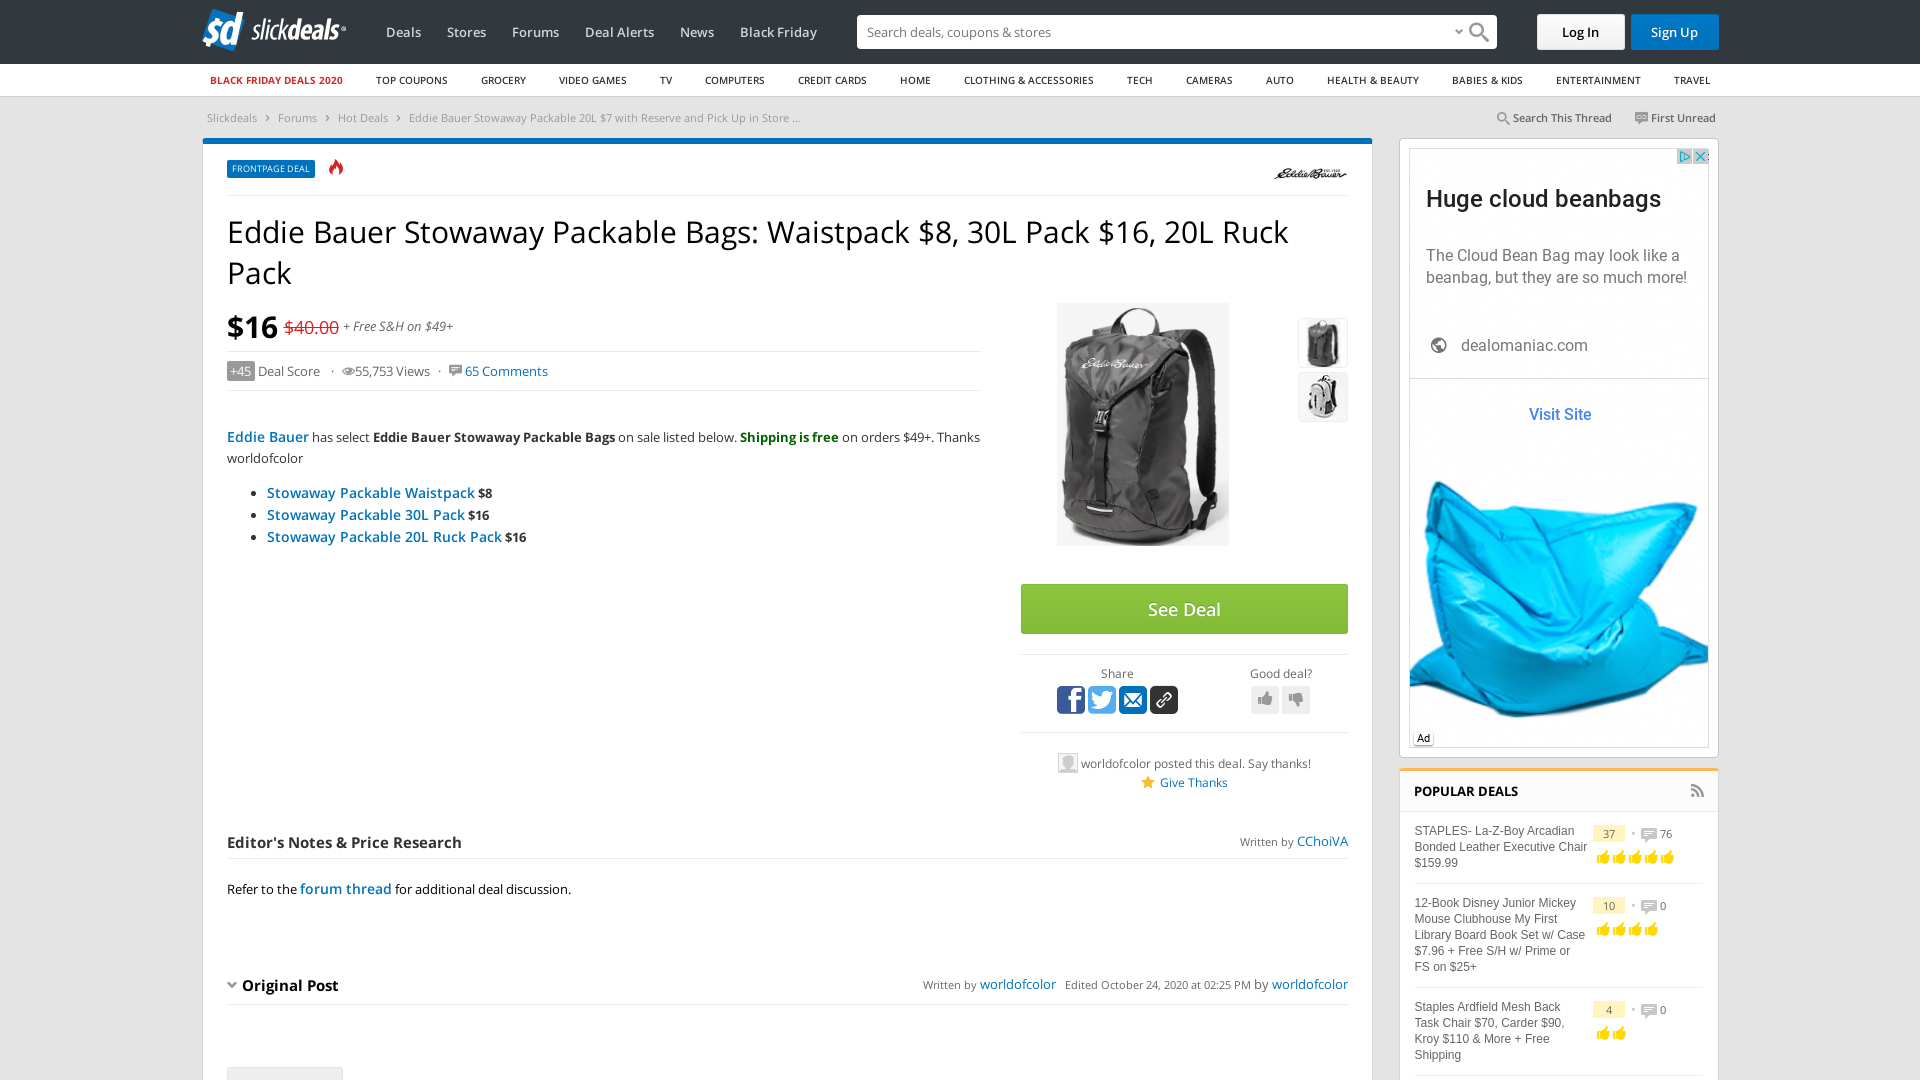 slickdeals
Deals
Stores
Forums
Deal Alerts
News
Black Friday
Search deals, coupons & stores
Log In
Sign Up
BLACK FRIDAY DEALS 2020
TOP COUPONS
GROCERY
VIDEO GAMES
TV
COMPUTERS
CREDIT CARDS
HOME
CLOTHING & ACCESSORIES
TECH
CAMERAS
AUTO
HEALTH & BEAUTY
BABIES & KIDS
ENTERTAINMENT
TRAVEL
Slickdeals > Forums > Hot Deals > Eddie Bauer Stowaway Packable 20L $7 with Reserve and Pick Up in Store ...
Search This Thread
First Unread
FRONTPAGE DEAL
Eddie Bauer
Eddie Bauer Stowaway Packable Bags: Waistpack $8, 30L Pack $16, 20L Ruck
Pack
$16 $40.00 + Free S&H on $49+
+45 Deal Score · 55,753 Views · 65 Comments
Eddie Bauer has select Eddie Bauer Stowaway Packable Bags on sale listed below. Shipping is free on orders $49+. Thanks
worldofcolor
• Stowaway Packable Waistpack $8
• Stowaway Packable 30L Pack $16
• Stowaway Packable 20L Ruck Pack $16
Eddie Bauer
See Deal
Share
Good deal?
worldofcolor posted this deal. Say thanks!
Give Thanks
Editor's Notes & Price Research
Written by CChoiVA
Refer to the forum thread for additional deal discussion.
Original Post
Written by worldofcolor
Edited October 24, 2020 at 02:25 PM by worldofcolor
Huge cloud beanbags
The Cloud Bean Bag may look like a
beanbag, but they are so much more!
dealomaniac.com
Visit Site
Ad
POPULAR DEALS
STAPLES- La-Z-Boy Arcadian
Bonded Leather Executive Chair
$159.99
37 • 76
12-Book Disney Junior Mickey
Mouse Clubhouse My First
Library Board Book Set w/ Case
$7.96 + Free S/H w/ Prime or
FS on $25+
10 • 0
Staples Ardfield Mesh Back
Task Chair $70, Carder $90,
Kroy $110 & More + Free
Shipping
4 • 0